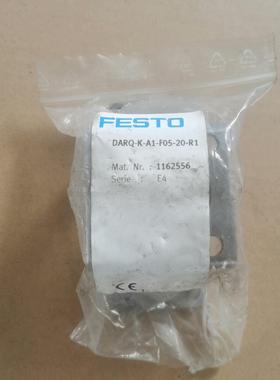 FESTO
DARQ-K-A1-F05-20-R1
Mat. Nr. : 1162556
Serie : E4
CE